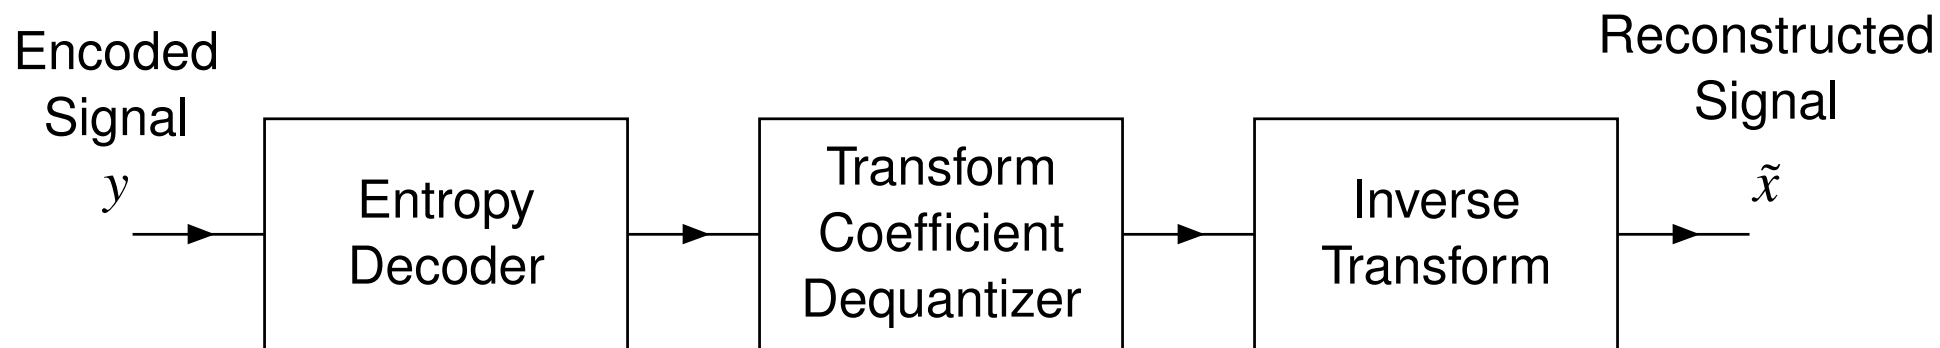 Encoded
Signal
y
Entropy
Decoder
Transform
Coefficient
Dequantizer
Inverse
Transform
Reconstructed
Signal
x̃